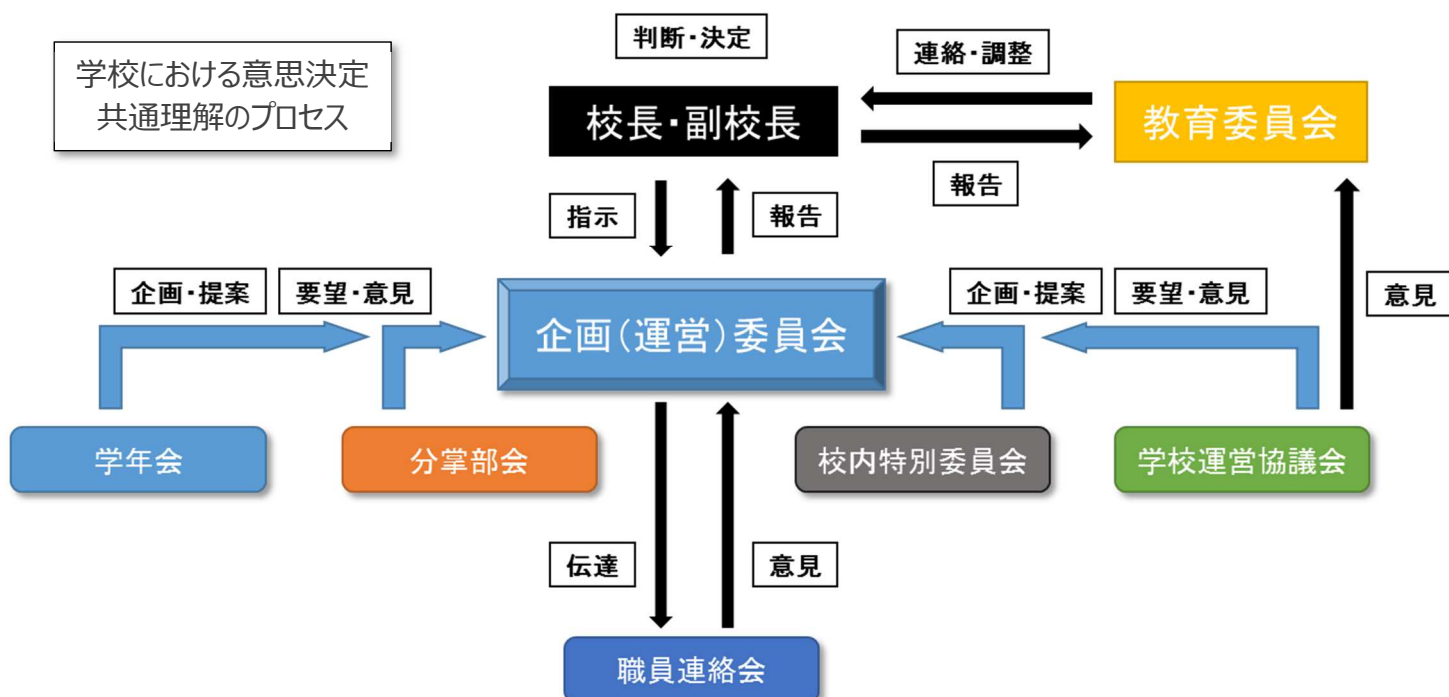 学校における意思決定
共通理解のプロセス
判断・決定
連絡・調整
校長・副校長
教育委員会
報告
指示
報告
企画・提案
要望・意見
企画(運営)委員会
企画・提案
要望・意見
意見
学年会
分掌部会
校内特別委員会
学校運営協議会
伝達
意見
職員連絡会